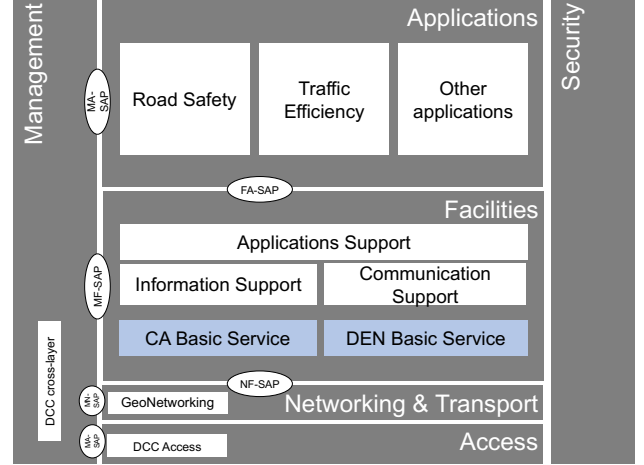 Management
Applications
Security
MA-
SAP
Road Safety
Traffic
Efficiency
Other
applications
FA-SAP
Facilities
Applications Support
MF-SAP
Information Support
Communication
Support
CA Basic Service
DEN Basic Service
DCC cross-layer
NF-SAP
MN-
SAP
GeoNetworking
Networking & Transport
MA-
SAP
DCC Access
Access